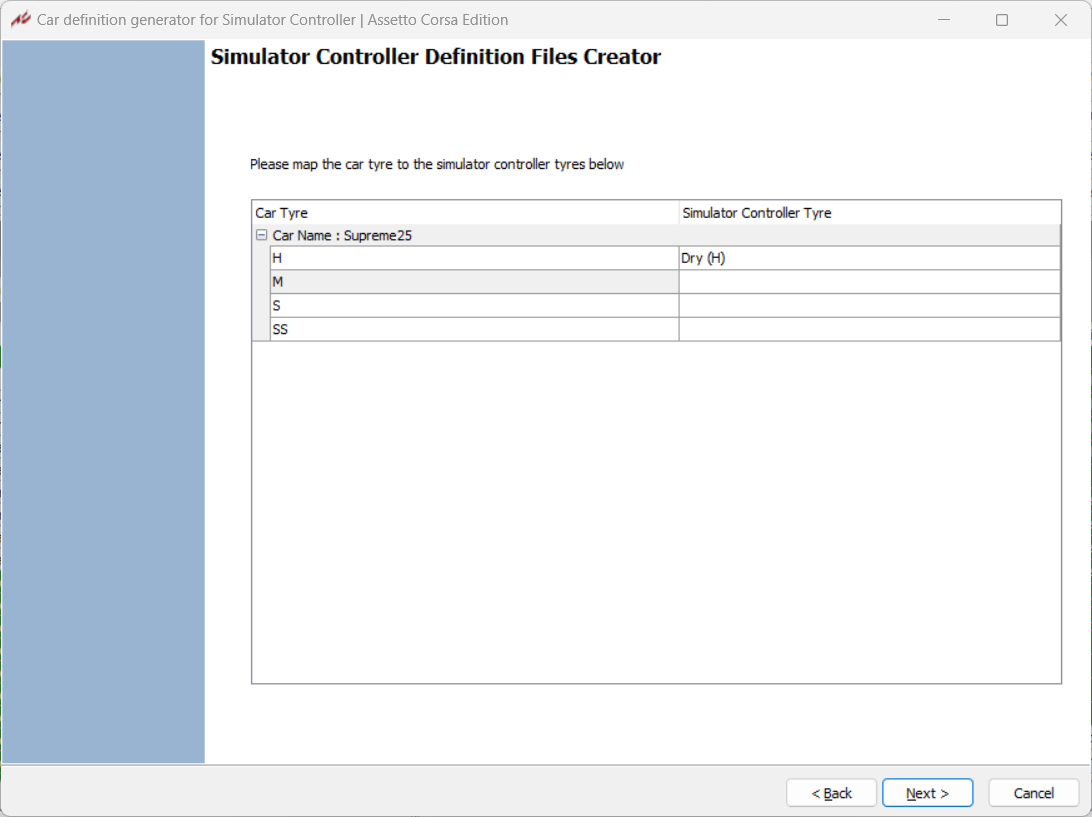 Car definition generator for Simulator Controller | Assetto Corsa Edition
Simulator Controller Definition Files Creator
Please map the car tyre to the simulator controller tyres below
Car Tyre Simulator Controller Tyre
Car Name : Supreme25
H Dry (H)
M
S
SS
< Back Next > Cancel